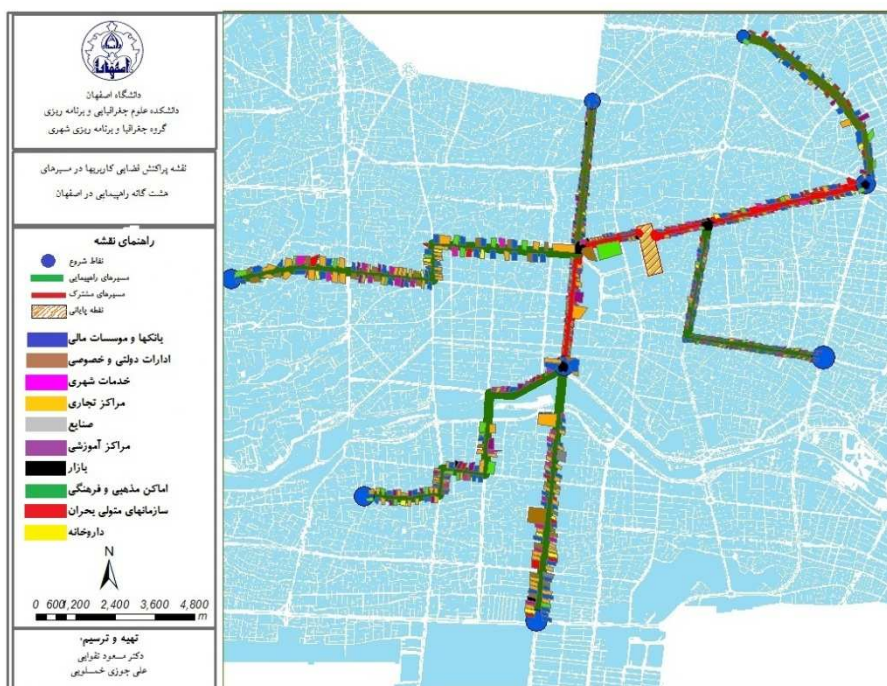 اصفهان
دانشگاه اصفهان
دانشکده علوم جغرافیایی و برنامه ریزی
گروه جغرافیا و برنامه ریزی شهری
نقشه پراکنش فضایی کاربریها در مسیرهای
هشت گانه راهپیمایی در اصفهان
راهنمای نقشه
نقاط شروع
مسیرهای راهپیمایی
مسیرهای مشترک
نقطه پایانی
بانکها و موسسات مالی
ادارات دولتی و خصوصی
خدمات شهری
مراکز تجاری
صنایع
مراکز آموزشی
بازار
اماکن مذهبی و فرهنگی
سازمانهای متولی بحران
داروخانه
N
0 600 1,200 2,400 3,600 4,800
m
تهیه و ترسیم:
دکتر مسعود تقوایی
علی جوزی خمسلویی